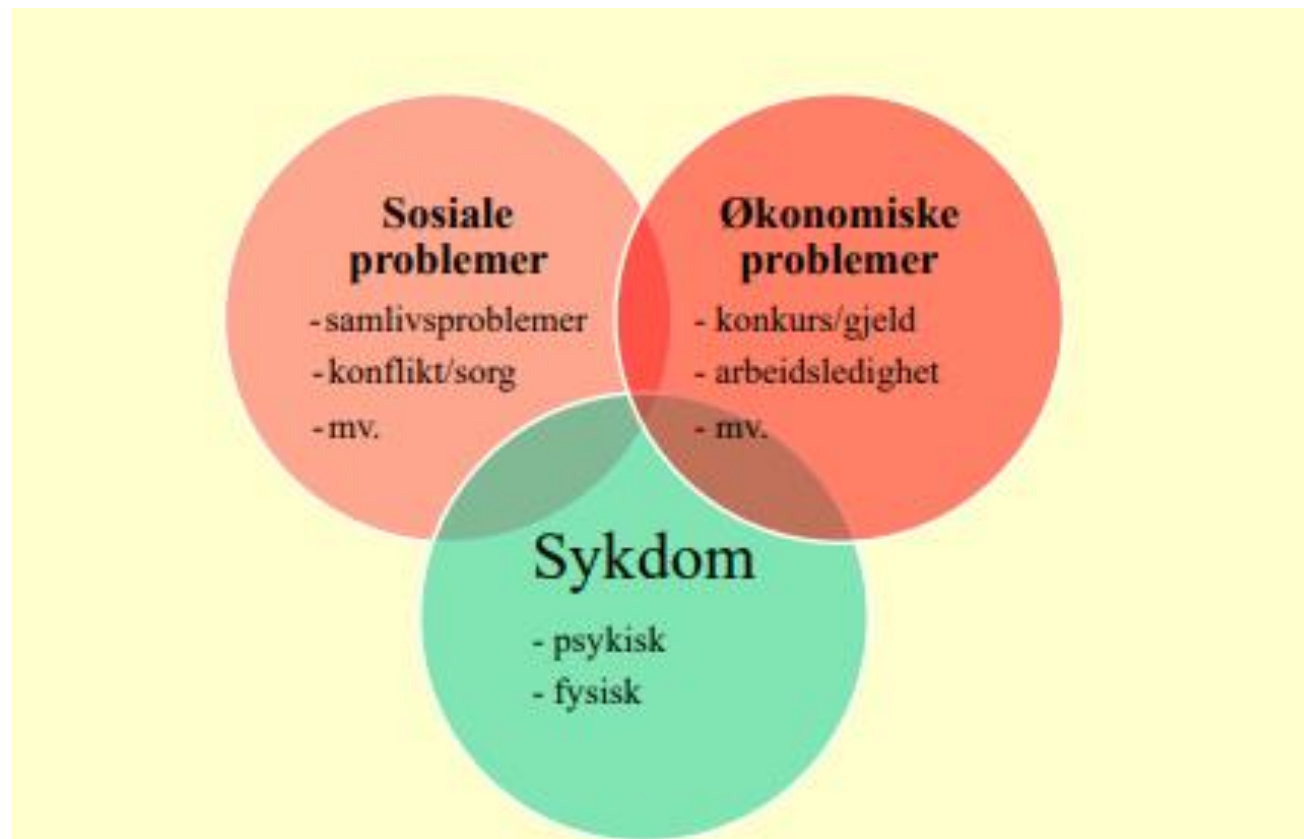 Sosiale
problemer
-samlivsproblemer
-konflikt/sorg
-mv.
Økonomiske
problemer
- konkurs/gjeld
- arbeidsledighet
- mv.
Sykdom
- psykisk
- fysisk